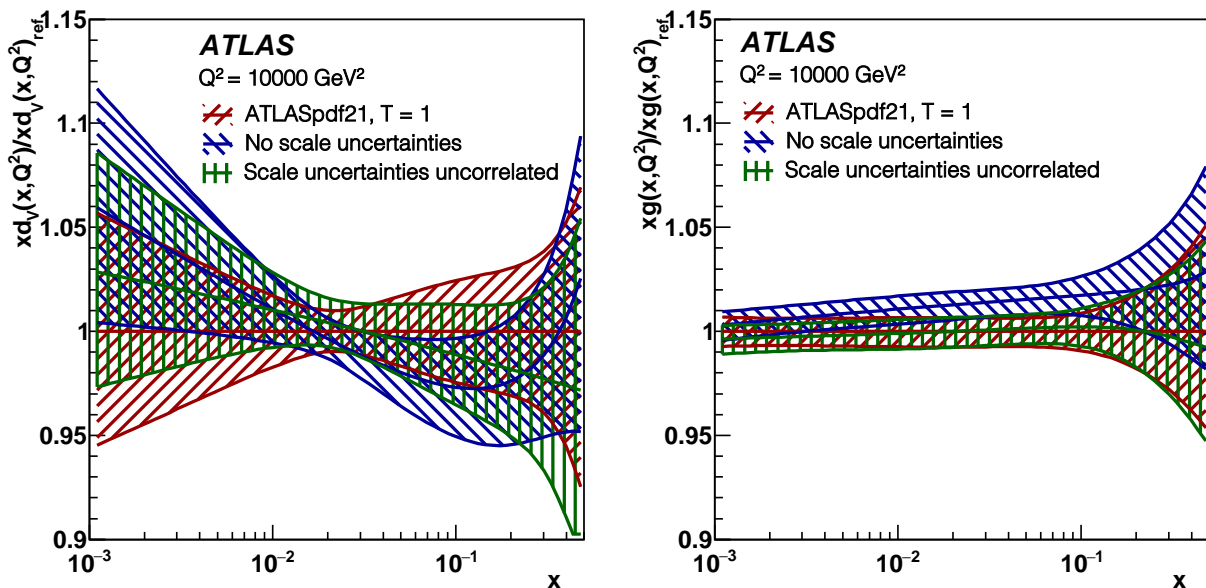 xd_V(x,Q²)/xd_V(x,Q²)_ref
1.15
1.1
1.05
1
0.95
0.9
ATLAS
Q² = 10000 GeV²
ATLASpdf21, T = 1
No scale uncertainties
Scale uncertainties uncorrelated
10⁻³
10⁻²
10⁻¹
x
xg(x,Q²)/xg(x,Q²)_ref
1.15
1.1
1.05
1
0.95
0.9
ATLAS
Q² = 10000 GeV²
ATLASpdf21, T = 1
No scale uncertainties
Scale uncertainties uncorrelated
10⁻³
10⁻²
10⁻¹
x